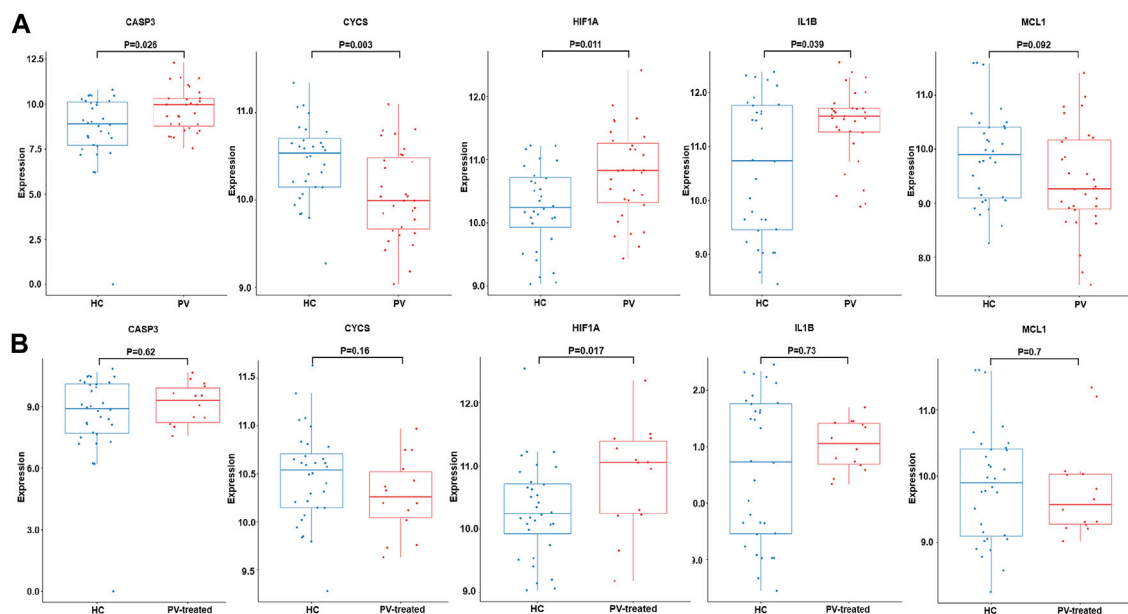 A
CASP3 CYCS HIF1A IL1B MCL1
P=0.026 P=0.003 P=0.011 P=0.039 P=0.092
Expression Expression Expression Expression Expression
12.5 10.0 7.5 5.0 2.5 0.0
11.0 10.0 9.0
12.0 11.0 10.0 9.0
12.0 11.0 10.0 9.0
11.0 10.0 9.0 8.0
HC PV HC PV HC PV HC PV HC PV
B
CASP3 CYCS HIF1A IL1B MCL1
P=0.62 P=0.16 P=0.017 P=0.73 P=0.7
Expression Expression Expression Expression Expression
9.0 6.0 3.0 0.0
11.5 11.0 10.5 10.0 9.5
12.0 11.0 10.0 9.0
2.0 1.0 0.0 9.0
11.0 10.0 9.0
HC PV-treated HC PV-treated HC PV-treated HC PV-treated HC PV-treated